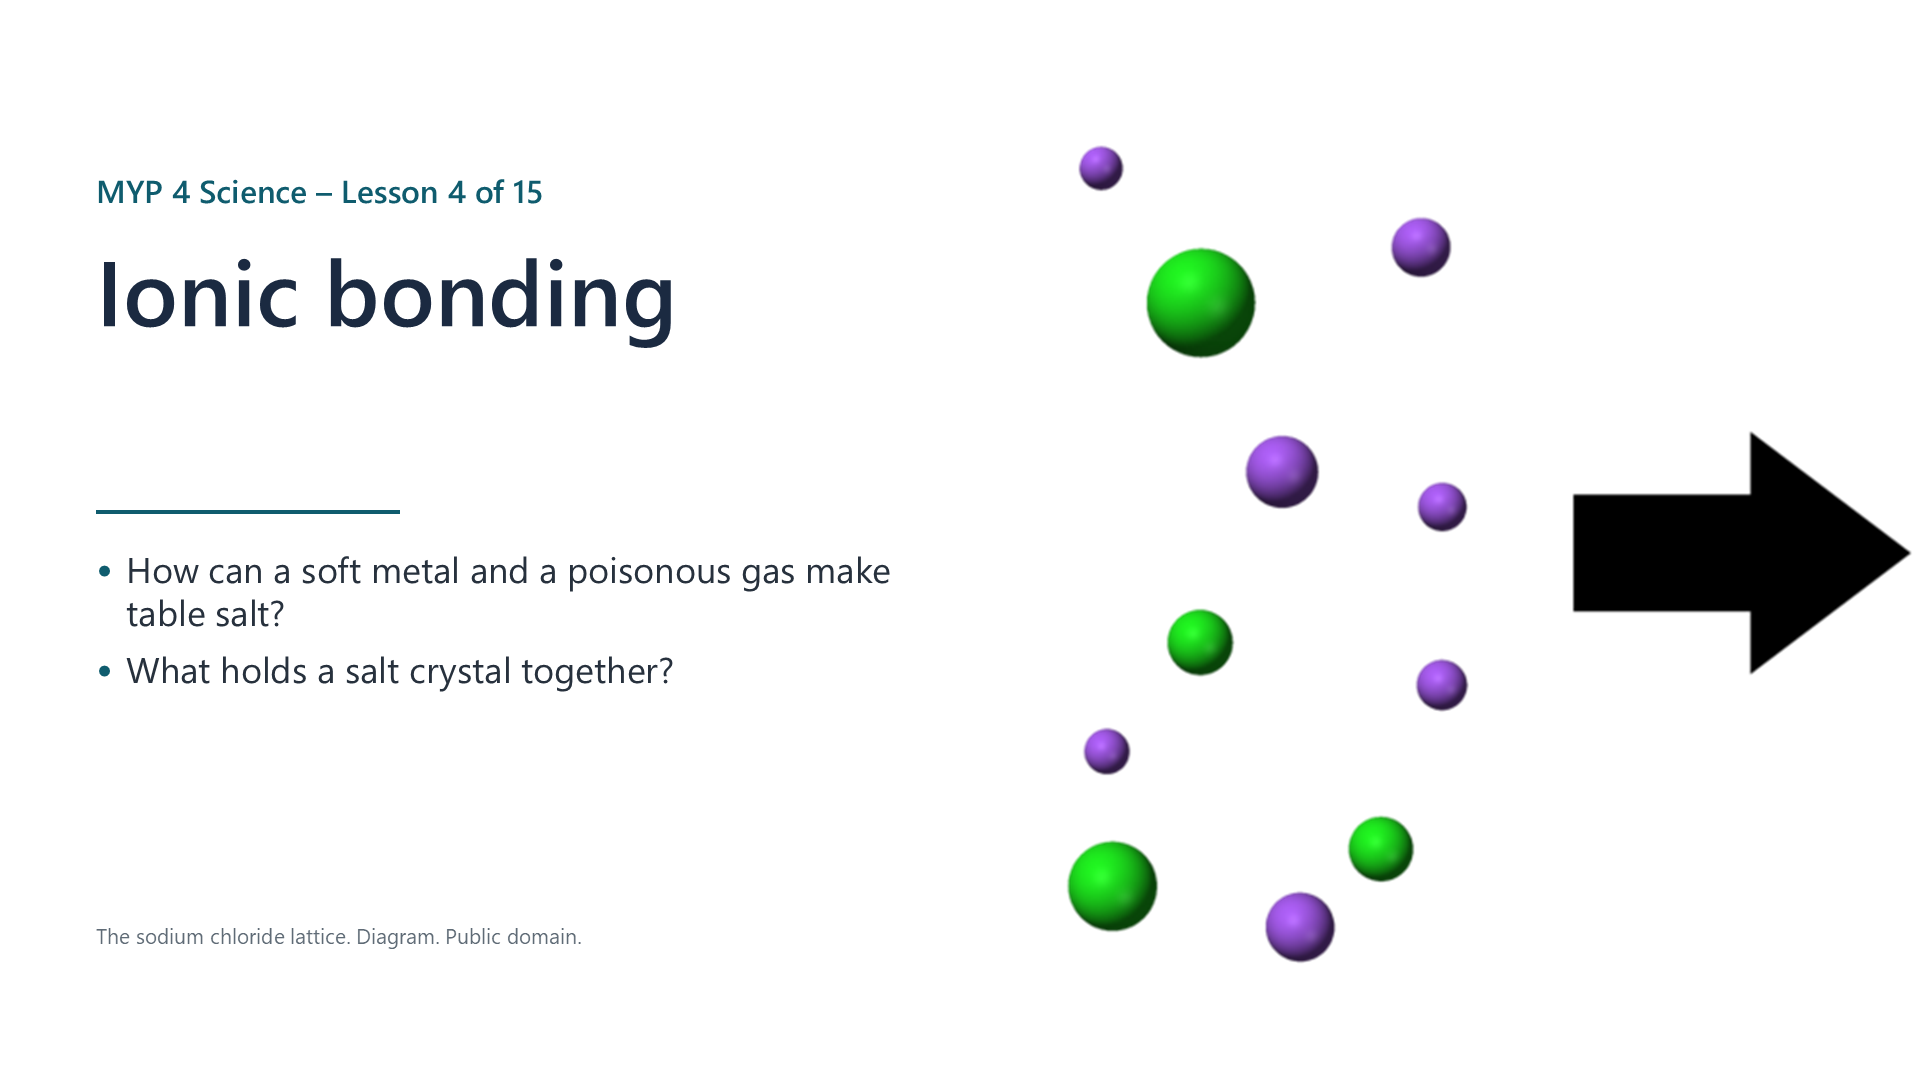 MYP 4 Science – Lesson 4 of 15
Ionic bonding
• How can a soft metal and a poisonous gas make
table salt?
• What holds a salt crystal together?
The sodium chloride lattice. Diagram. Public domain.